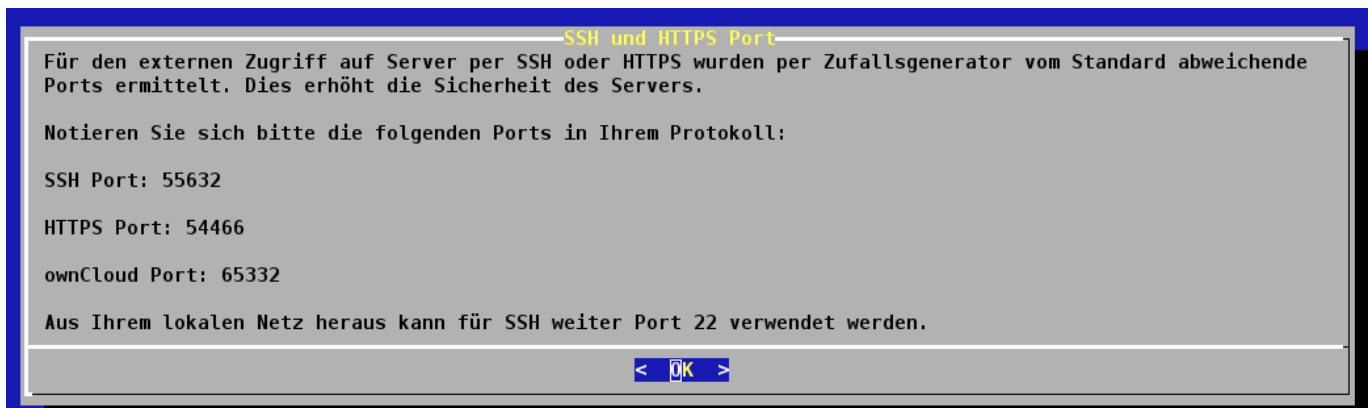 SSH und HTTPS Port
Für den externen Zugriff auf Server per SSH oder HTTPS wurden per Zufallsgenerator vom Standard abweichende
Ports ermittelt. Dies erhöht die Sicherheit des Servers.
Notieren Sie sich bitte die folgenden Ports in Ihrem Protokoll:
SSH Port: 55632
HTTPS Port: 54466
ownCloud Port: 65332
Aus Ihrem lokalen Netz heraus kann für SSH weiter Port 22 verwendet werden.
< OK >